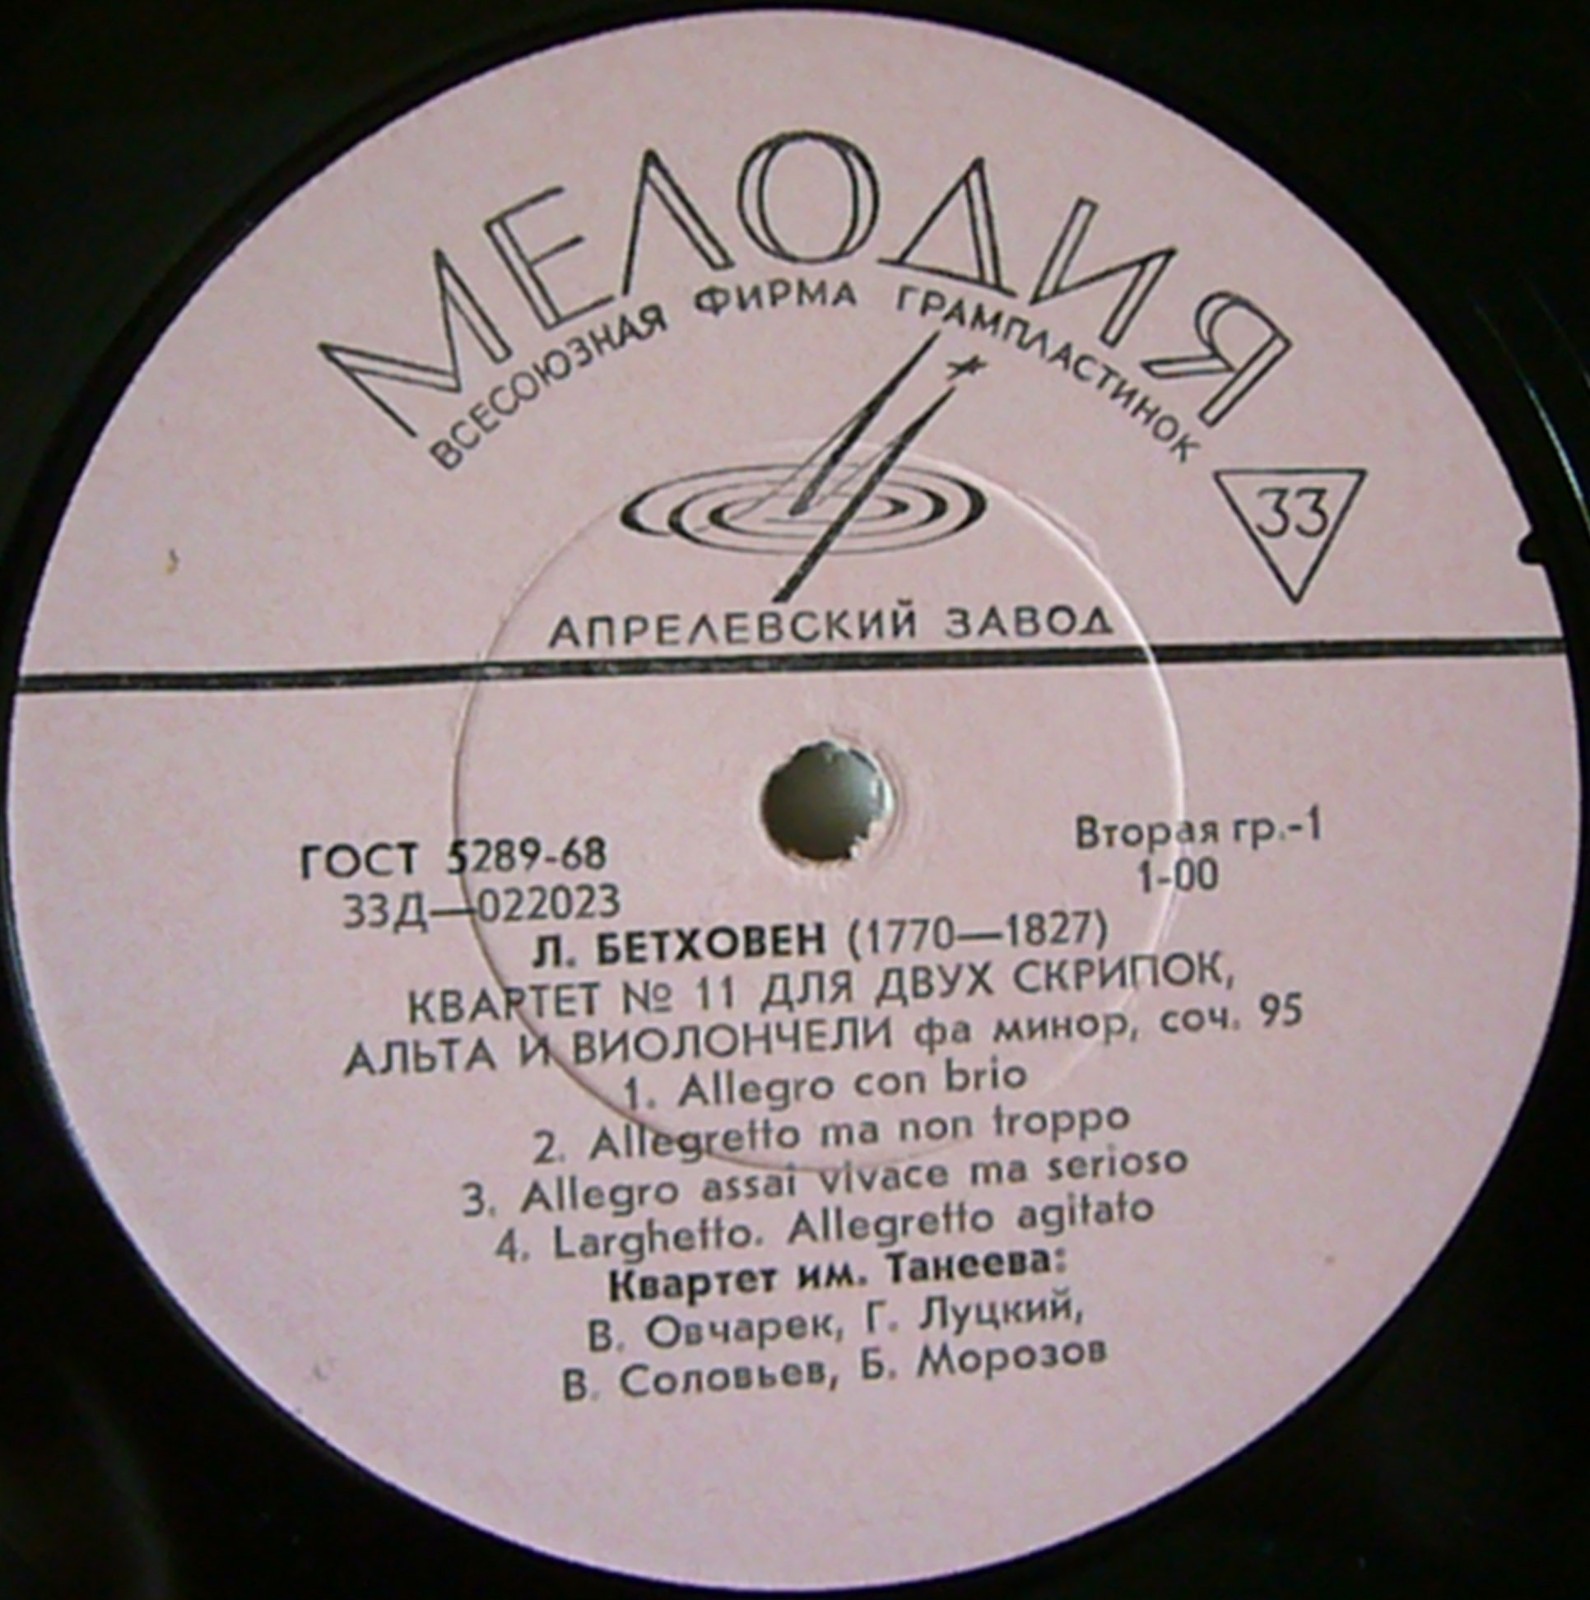 МЕЛОДИЯ
ВСЕСОЮЗНАЯ ФИРМА ГРАМПЛАСТИНОК
33
АПРЕЛЕВСКИЙ ЗАВОД
ГОСТ 5289-68
Вторая гр.-1
33Д—022023
1-00
Л. БЕТХОВЕН (1770—1827)
КВАРТЕТ № 11 ДЛЯ ДВУХ СКРИПОК,
АЛЬТА И ВИОЛОНЧЕЛИ фа минор, соч. 95
1. Allegro con brio
2. Allegretto ma non troppo
3. Allegro assai vivace ma serioso
4. Larghetto. Allegretto agitato
Квартет им. Танеева:
В. Овчарек, Г. Луцкий,
В. Соловьев, Б. Морозов